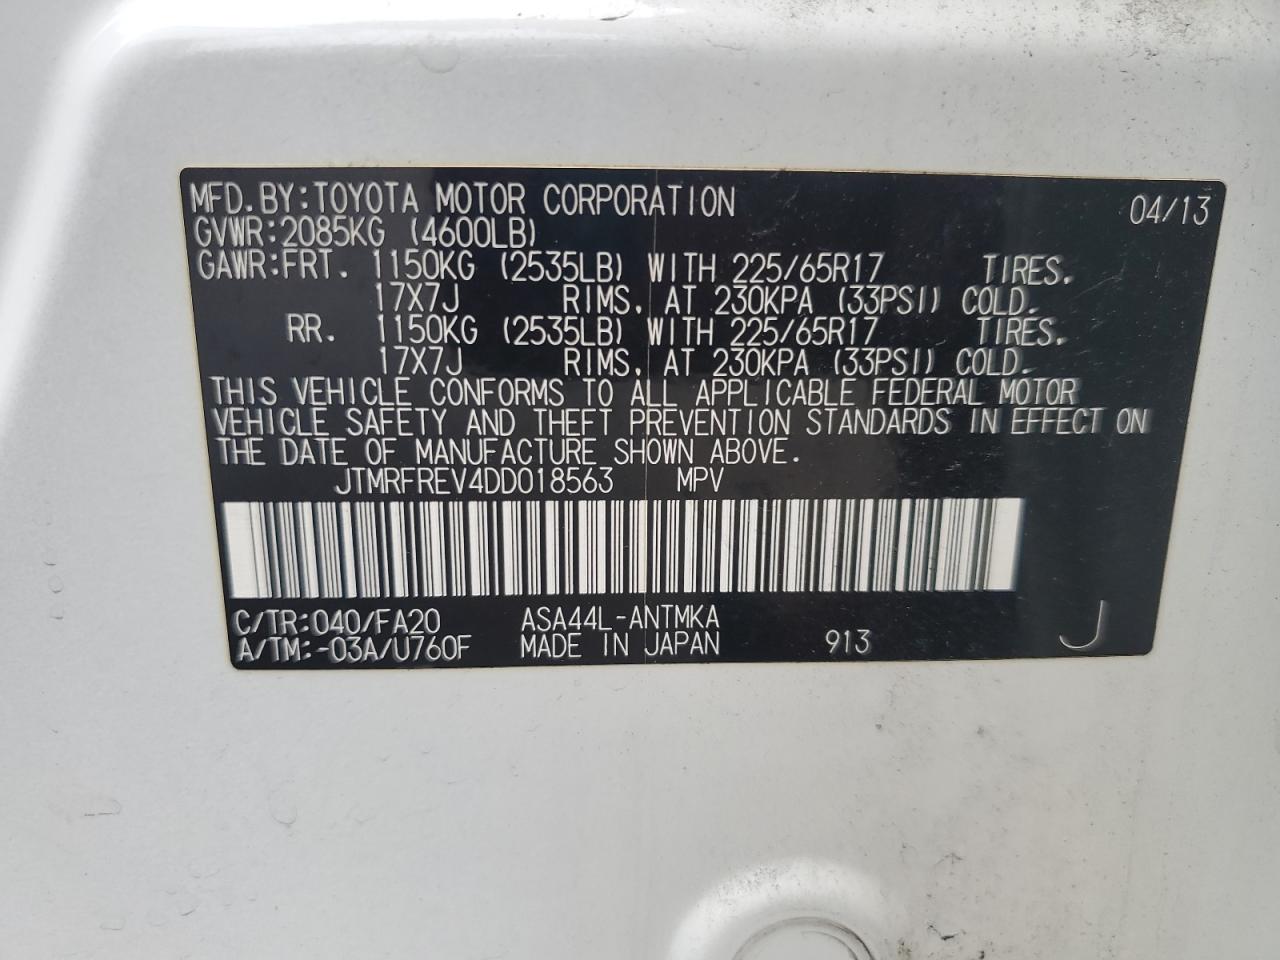 MFD.BY:TOYOTA MOTOR CORPORATION 04/13
GVWR:2085KG (4600LB)
GAWR:FRT. 1150KG (2535LB) WITH 225/65R17 TIRES,
17X7J RIMS, AT 230KPA (33PSI) COLD.
RR. 1150KG (2535LB) WITH 225/65R17 TIRES,
17X7J RIMS, AT 230KPA (33PSI) COLD.
THIS VEHICLE CONFORMS TO ALL APPLICABLE FEDERAL MOTOR
VEHICLE SAFETY AND THEFT PREVENTION STANDARDS IN EFFECT ON
THE DATE OF MANUFACTURE SHOWN ABOVE.
JTMRFREV4DD018563 MPV
C/TR:040/FA20 ASA44L-ANTMKA
A/TM:-03A/U760F MADE IN JAPAN 913 J